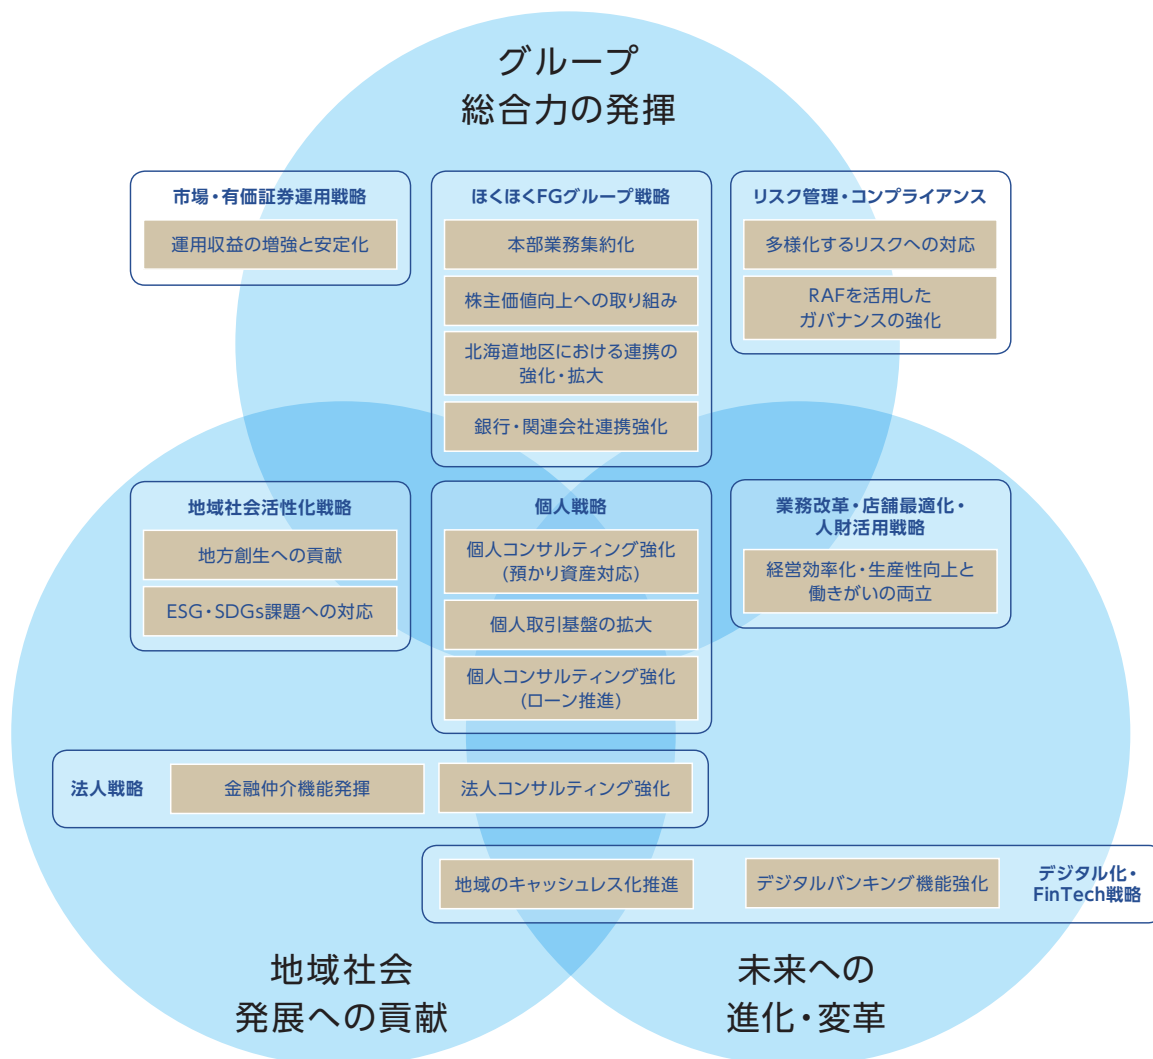 グループ
総合力の発揮
市場・有価証券運用戦略
運用収益の増強と安定化
ほくほくFGグループ戦略
本部業務集約化
株主価値向上への取り組み
北海道地区における連携の
強化・拡大
銀行・関連会社連携強化
リスク管理・コンプライアンス
多様化するリスクへの対応
RAFを活用した
ガバナンスの強化
地域社会活性化戦略
地方創生への貢献
ESG・SDGs課題への対応
個人戦略
個人コンサルティング強化
(預かり資産対応)
個人取引基盤の拡大
個人コンサルティング強化
(ローン推進)
業務改革・店舗最適化・
人財活用戦略
経営効率化・生産性向上と
働きがいの両立
法人戦略
金融仲介機能発揮
法人コンサルティング強化
地域のキャッシュレス化推進
デジタルバンキング機能強化
デジタル化・
FinTech戦略
地域社会
発展への貢献
未来への
進化・変革